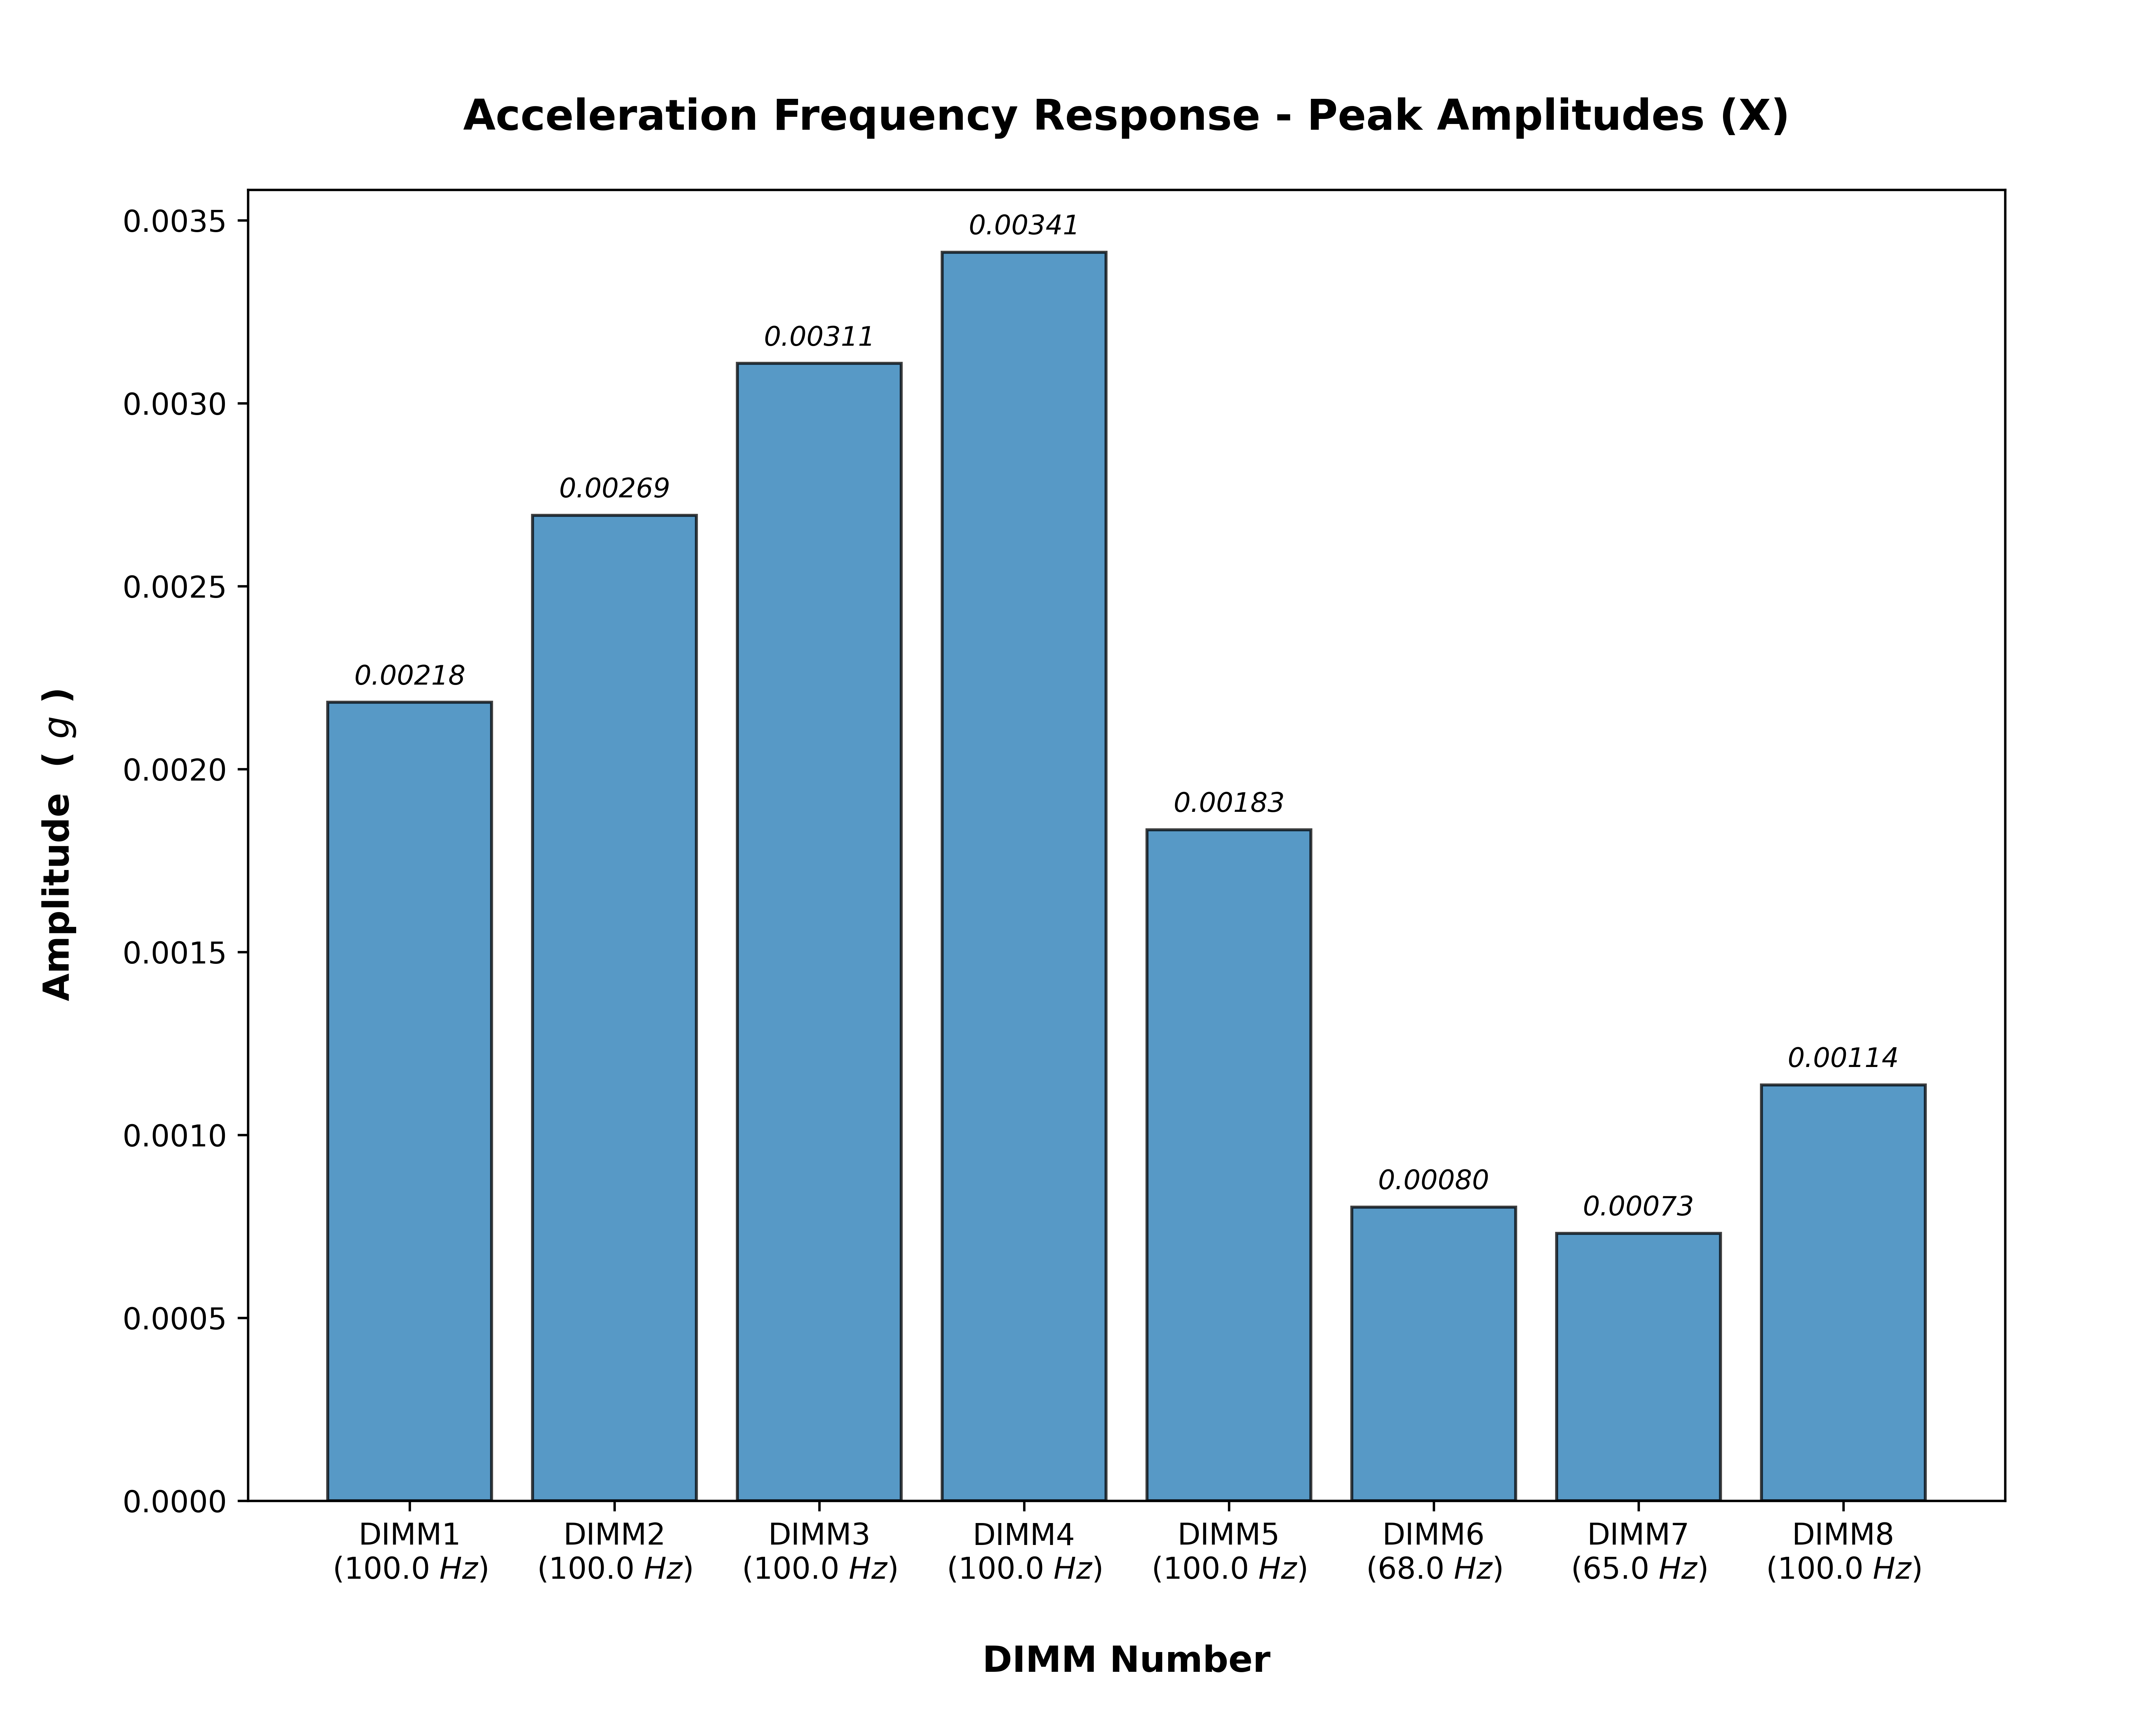 Acceleration Frequency Response - Peak Amplitudes (X)
Amplitude ( g )
0.0035
0.0030
0.0025
0.0020
0.0015
0.0010
0.0005
0.0000
0.00218
0.00269
0.00311
0.00341
0.00183
0.00080
0.00073
0.00114
DIMM1
(100.0 Hz)
DIMM2
(100.0 Hz)
DIMM3
(100.0 Hz)
DIMM4
(100.0 Hz)
DIMM5
(100.0 Hz)
DIMM6
(68.0 Hz)
DIMM7
(65.0 Hz)
DIMM8
(100.0 Hz)
DIMM Number